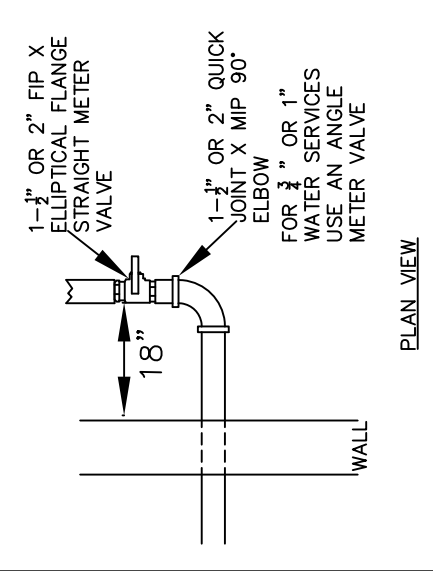 1-½" OR 2" FIP X
ELLIPTICAL FLANGE
STRAIGHT METER
VALVE
18"
1-½" OR 2" QUICK
JOINT X MIP 90°
ELBOW
FOR ¾" OR 1"
WATER SERVICES
USE AN ANGLE
METER VALVE
WALL
PLAN VIEW